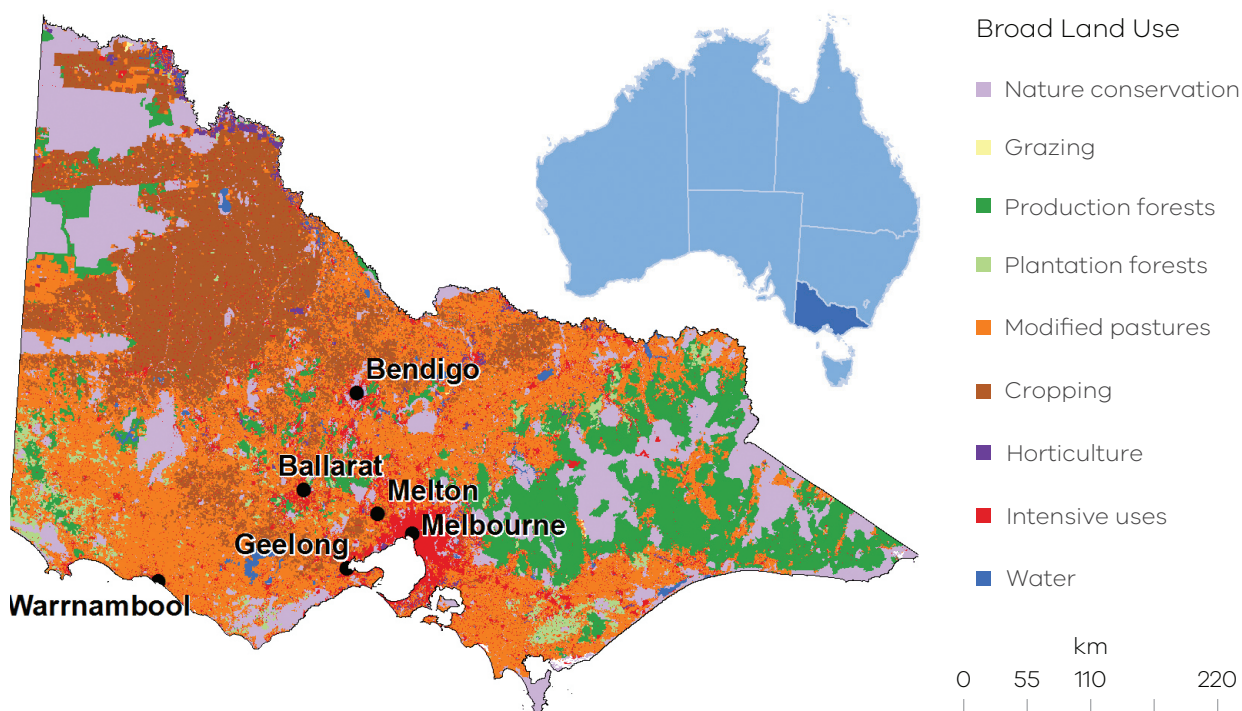 Broad Land Use
Nature conservation
Grazing
Production forests
Plantation forests
Modified pastures
Cropping
Horticulture
Intensive uses
Water
Bendigo
Ballarat
Melton
Melbourne
Geelong
Warrnambool
km
0 55 110 220